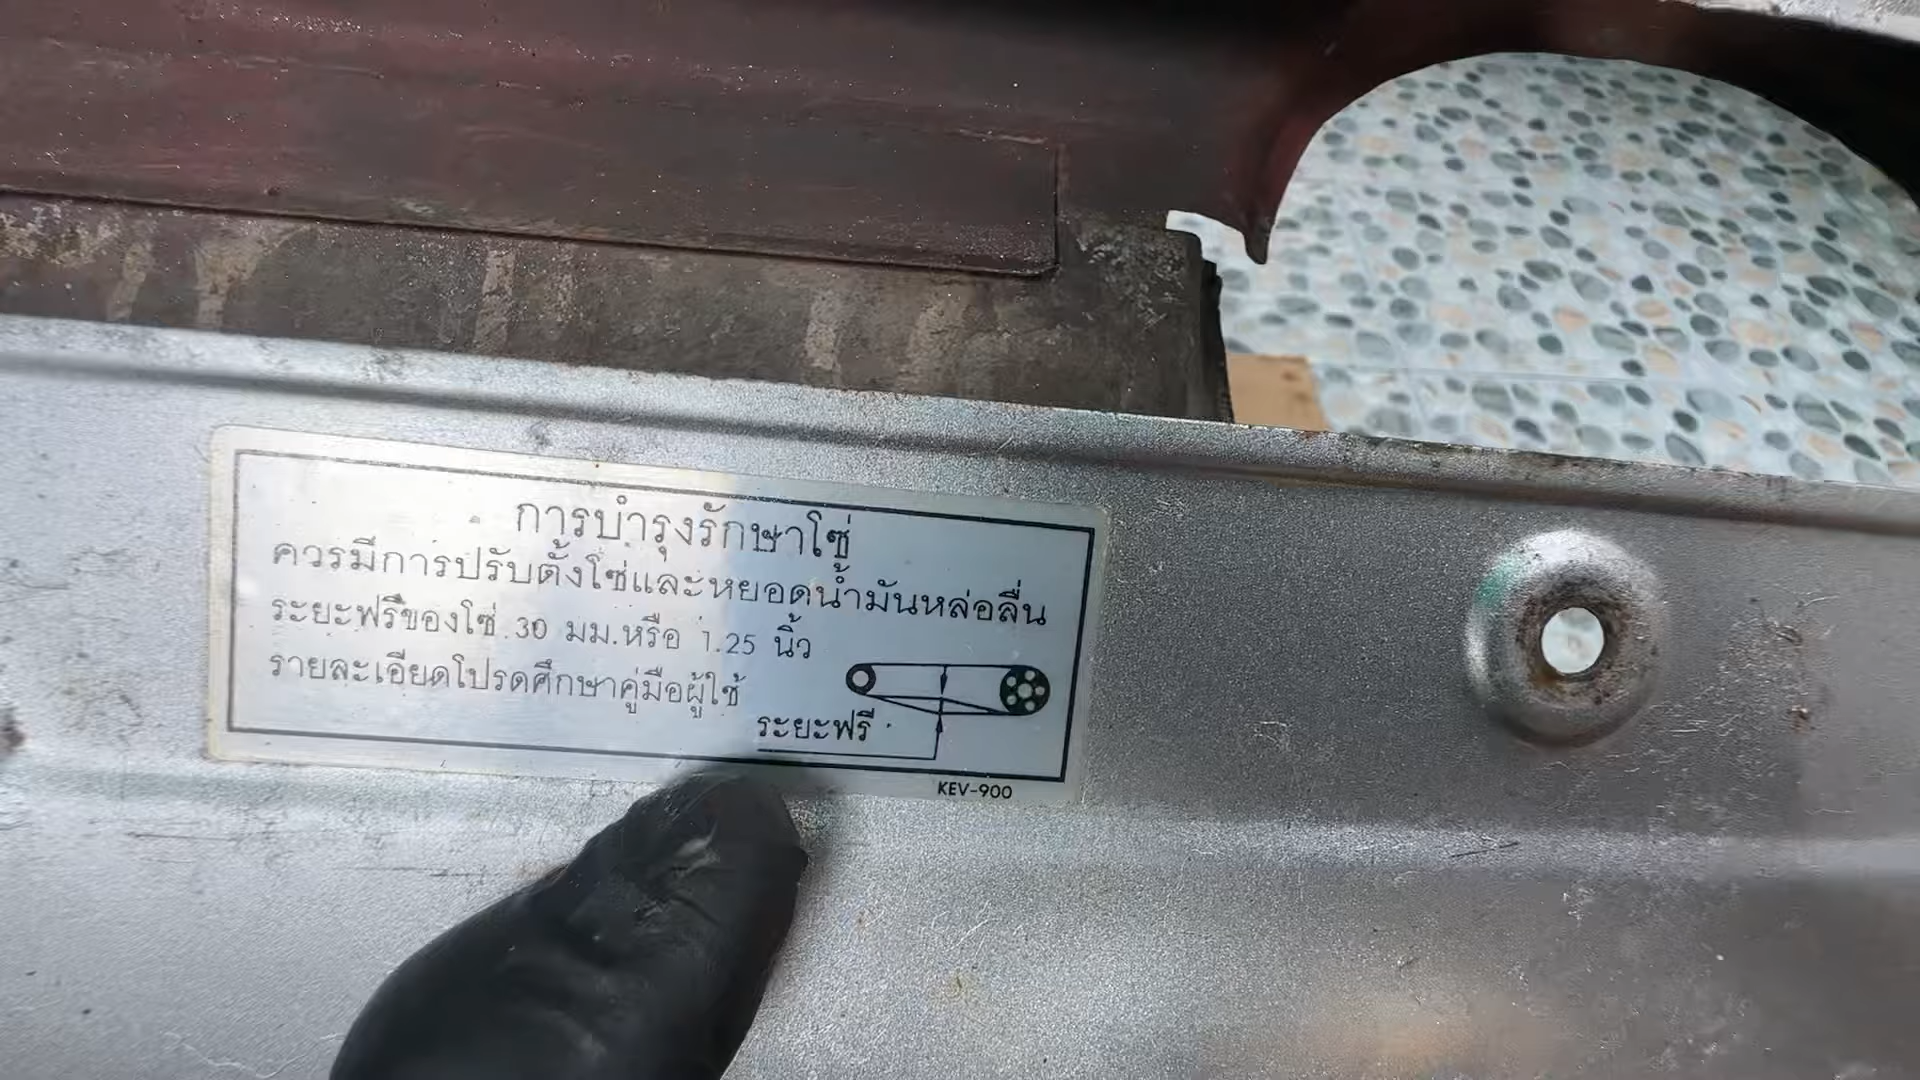 การบำรุงรักษาโซ่
ควรมีการปรับตั้งโซ่และหยอดน้ำมันหล่อลื่น
ระยะฟรีของโซ่ 30 มม.หรือ 1.25 นิ้ว
รายละเอียดโปรดศึกษาคู่มือผู้ใช้
ระยะฟรี
KEV-900